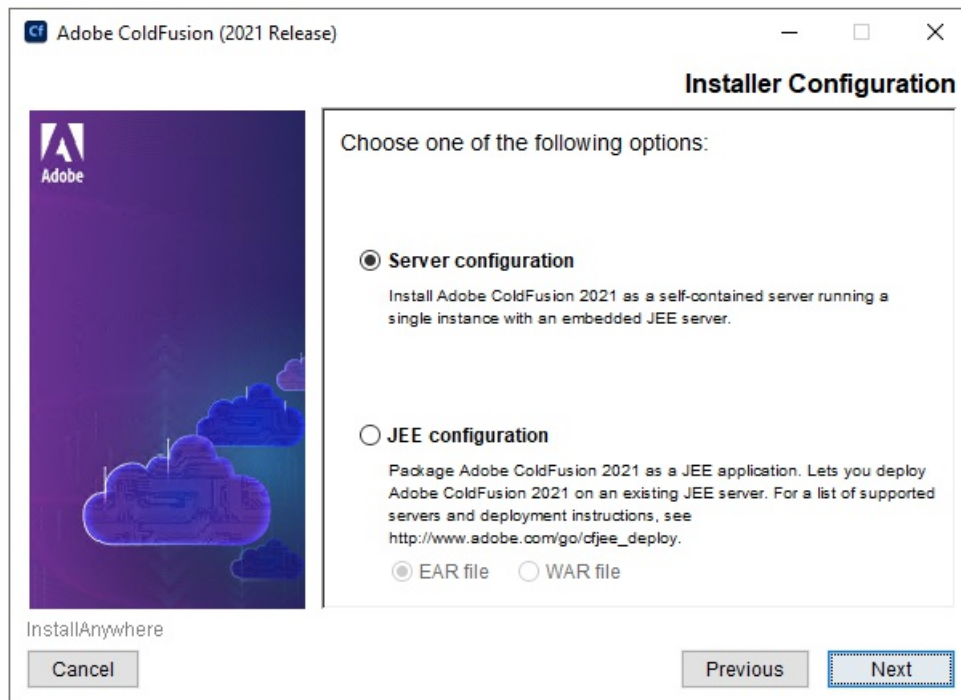 Cf Adobe ColdFusion (2021 Release)
Installer Configuration
Adobe
Choose one of the following options:
Server configuration
Install Adobe ColdFusion 2021 as a self-contained server running a
single instance with an embedded JEE server.
JEE configuration
Package Adobe ColdFusion 2021 as a JEE application. Lets you deploy
Adobe ColdFusion 2021 on an existing JEE server. For a list of supported
servers and deployment instructions, see
http://www.adobe.com/go/cfjee_deploy.
EAR file WAR file
InstallAnywhere
Cancel Previous Next